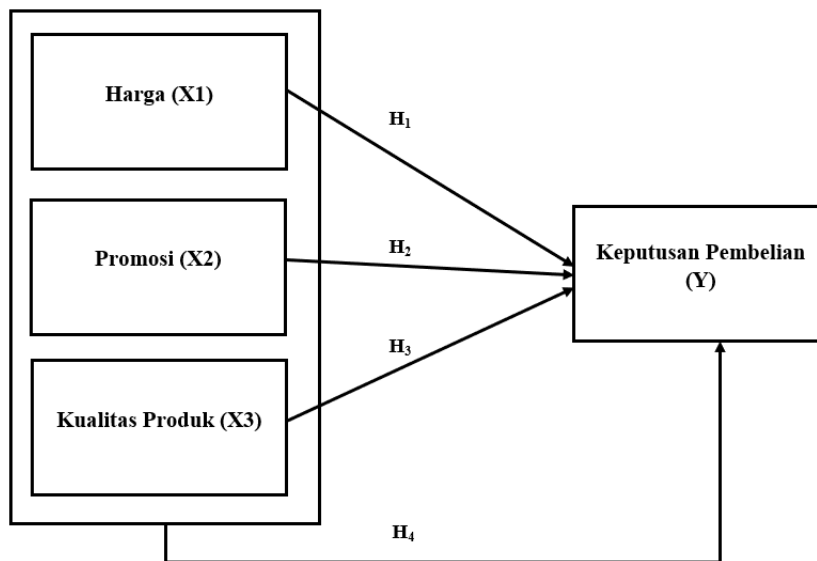 Harga (X1)
H₁
Promosi (X2)
H₂
Keputusan Pembelian
(Y)
H₃
Kualitas Produk (X3)
H₄